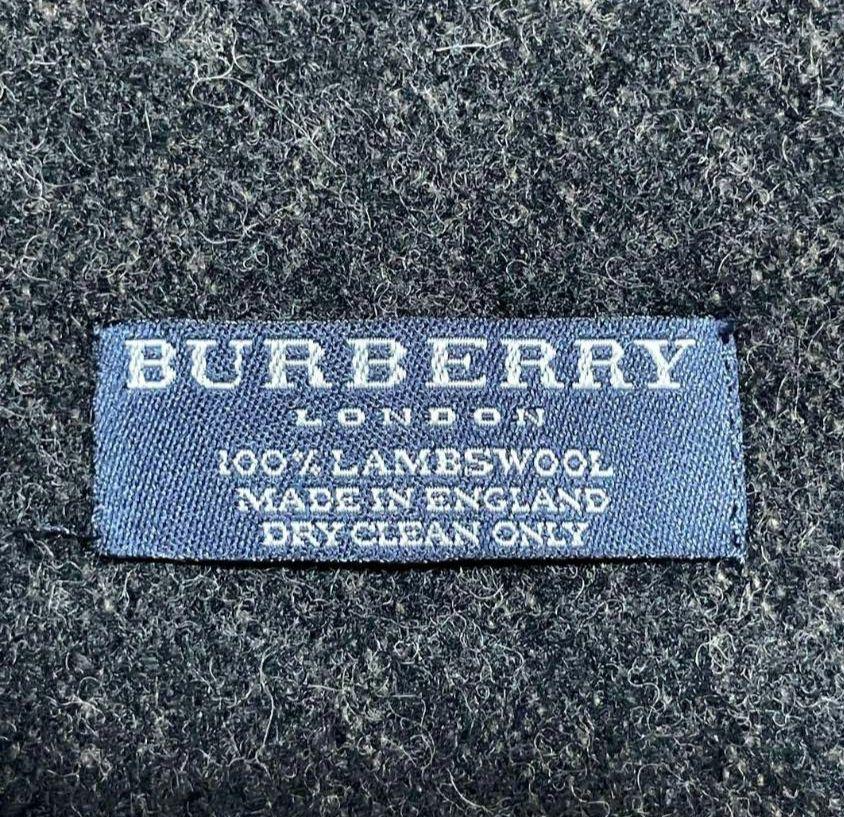 BURBERRY
LONDON
100% LAMBSWOOL
MADE IN ENGLAND
DRY CLEAN ONLY